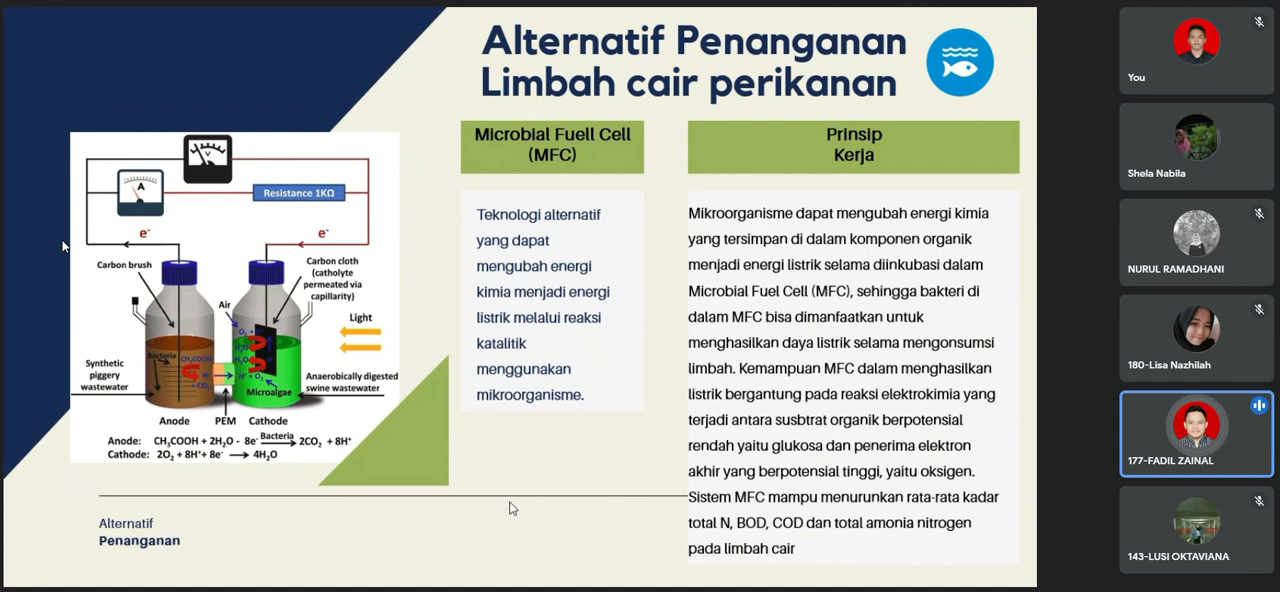 Alternatif Penanganan
Limbah cair perikanan
Microbial Fuell Cell
(MFC)
Prinsip
Kerja
Teknologi alternatif
yang dapat
mengubah energi
kimia menjadi energi
listrik melalui reaksi
katalitik
menggunakan
mikroorganisme.
Mikroorganisme dapat mengubah energi kimia
yang tersimpan di dalam komponen organik
menjadi energi listrik selama diinkubasi dalam
Microbial Fuel Cell (MFC), sehingga bakteri di
dalam MFC bisa dimanfaatkan untuk
menghasilkan daya listrik selama mengonsumsi
limbah. Kemampuan MFC dalam menghasilkan
listrik bergantung pada reaksi elektrokimia yang
terjadi antara susbtrat organik berpotensial
rendah yaitu glukosa dan penerima elektron
akhir yang berpotensial tinggi, yaitu oksigen.
Sistem MFC mampu menurunkan rata-rata kadar
total N, BOD, COD dan total amonia nitrogen
pada limbah cair
V
A
Resistance 1KΩ
e⁻
e⁻
Carbon brush
Carbon cloth
(catholyte
permeated via
capillarity)
Air
Light
Synthetic
piggery
wastewater
Bacteria
CH₃COOH
H⁺
+ CO₂
O₂ + H⁺
H₂O
H₂O
H⁺
H⁺ + O₂
Microalgae
Anaerobically digested
swine wastewater
Anode
PEM
Cathode
Anode: CH₃COOH + 2H₂O - 8e⁻ Bacteria 2CO₂ + 8H⁺
Cathode: 2O₂ + 8H⁺+ 8e⁻ ⟶ 4H₂O
Alternatif
Penanganan
You
Shela Nabila
NURUL RAMADHANI
180-Lisa Nazhilah
177-FADIL ZAINAL
143-LUSI OKTAVIANA